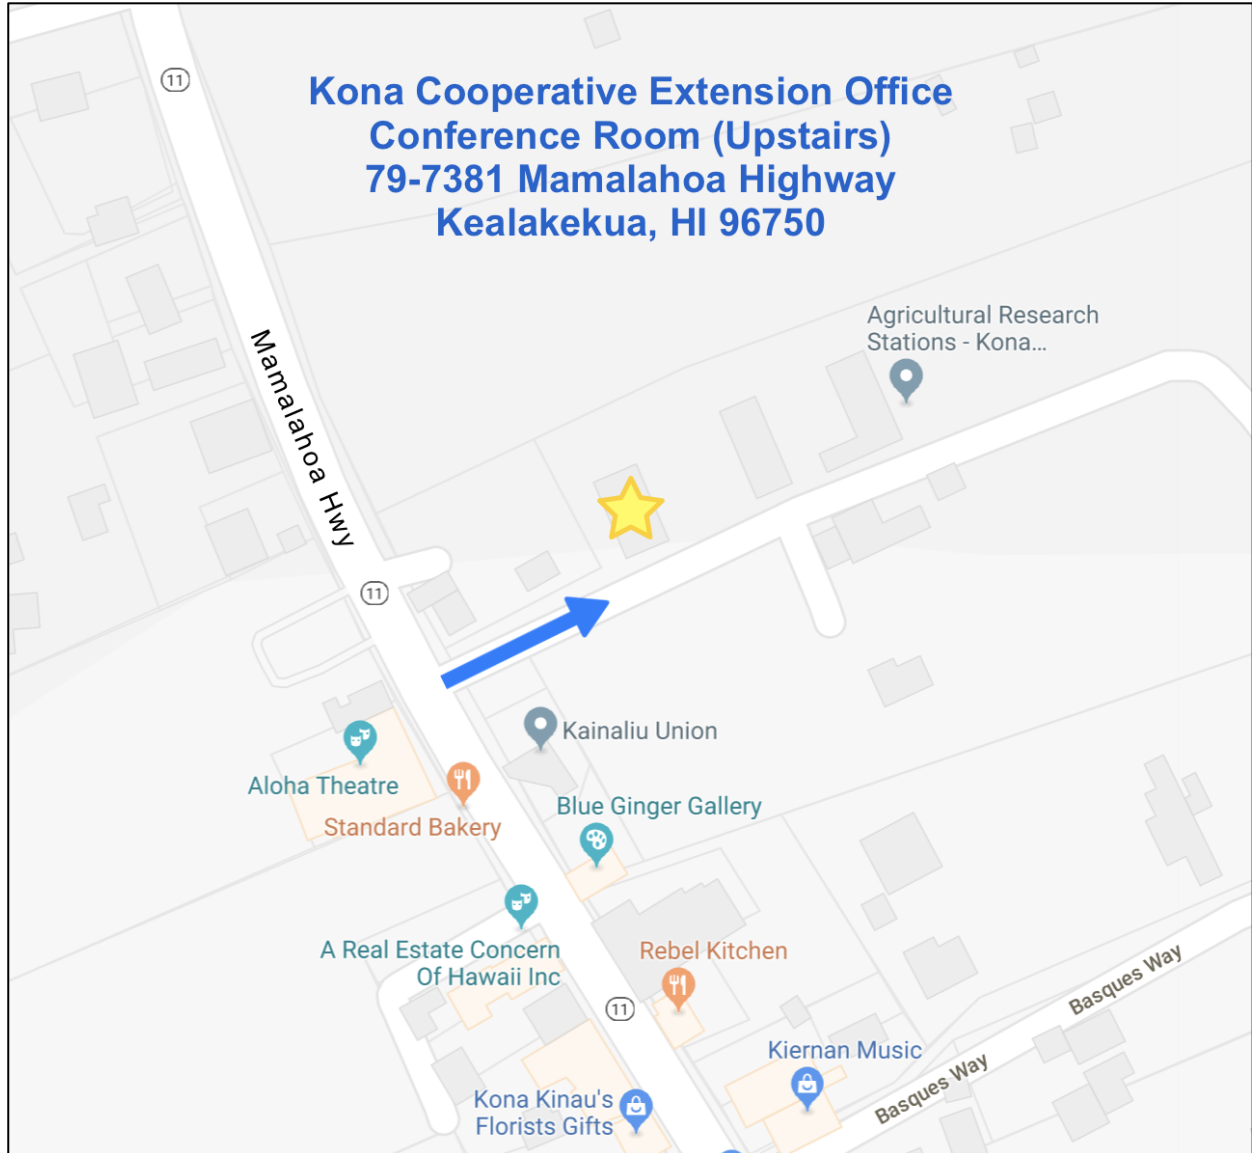 11
Kona Cooperative Extension Office
Conference Room (Upstairs)
79-7381 Mamalahoa Highway
Kealakekua, HI 96750
Agricultural Research
Stations - Kona...
Mamalahoa Hwy
11
Kainaliu Union
Aloha Theatre
Standard Bakery
Blue Ginger Gallery
A Real Estate Concern
Of Hawaii Inc
Rebel Kitchen
11
Basques Way
Kiernan Music
Basques Way
Kona Kinau's
Florists Gifts